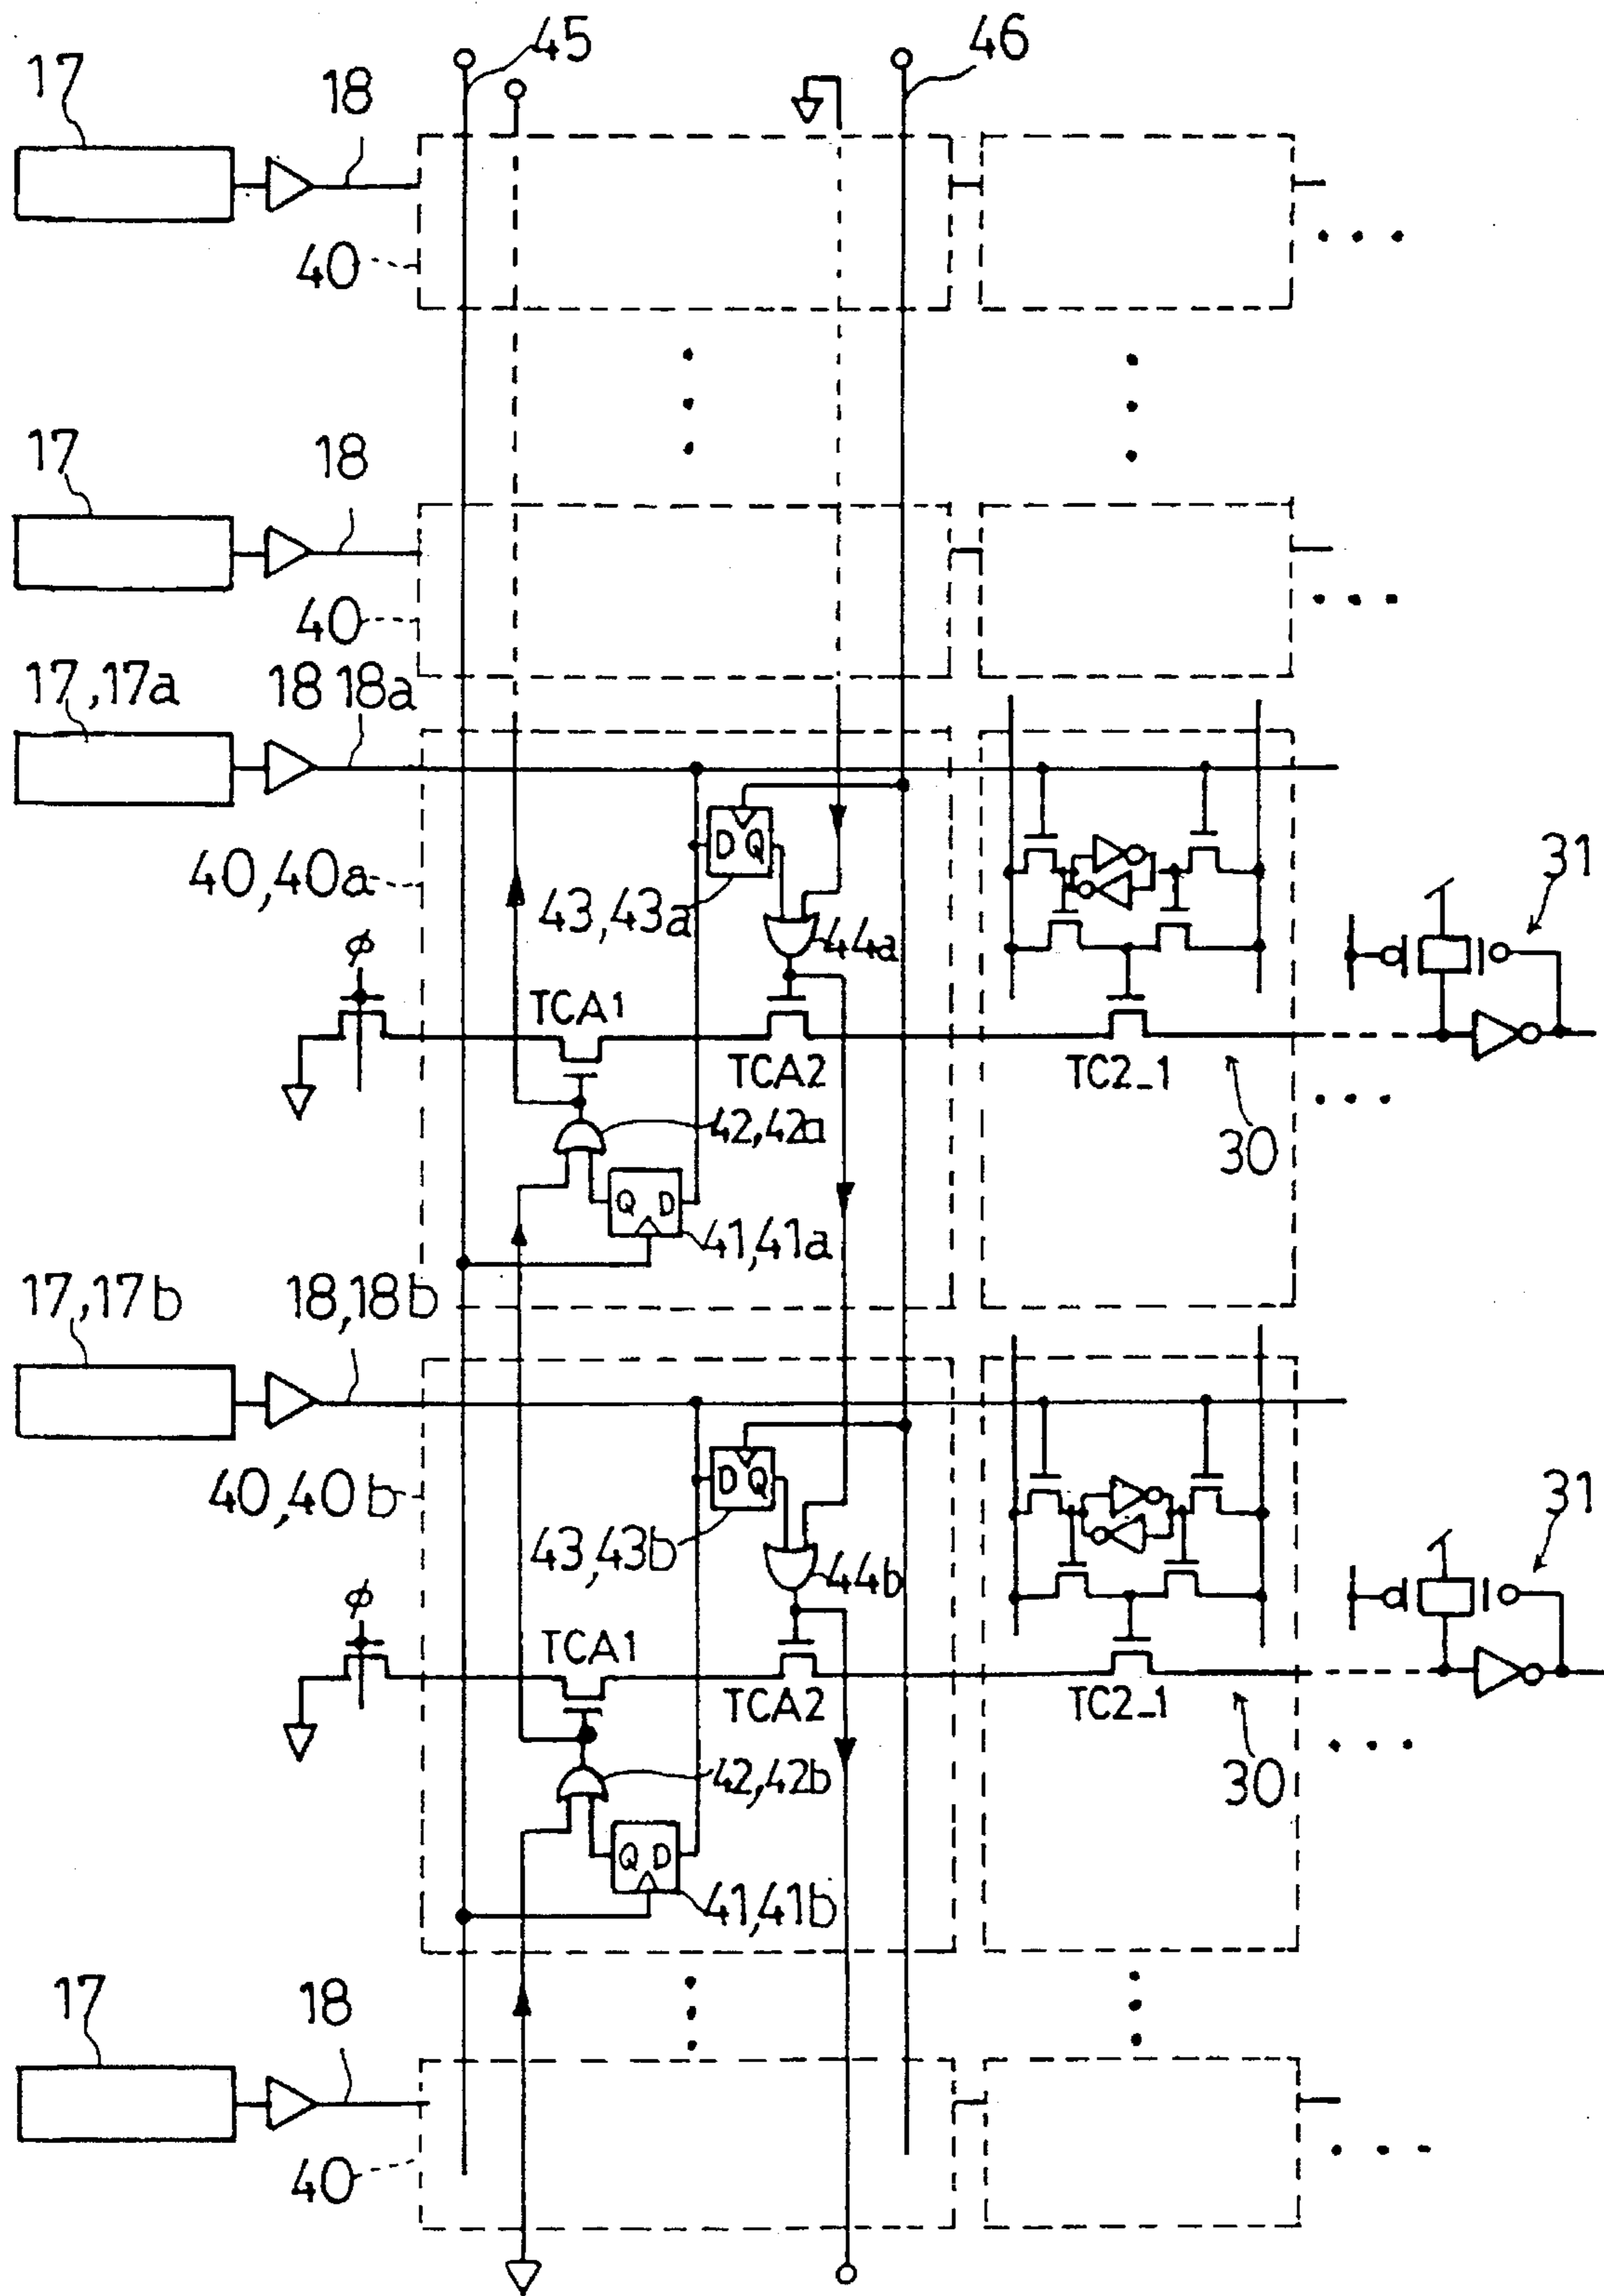 45
46
17
18
40
17
18
40
17,17a
18 18a
40,40a
D Q
43,43a
44a
31
φ
TCA1
TCA2
TC2_1
42,42a
30
Q D
41,41a
17,17b
18,18b
40,40b
D Q
43,43b
44b
31
φ
TCA1
TCA2
TC2_1
42,42b
30
Q D
41,41b
17
18
40